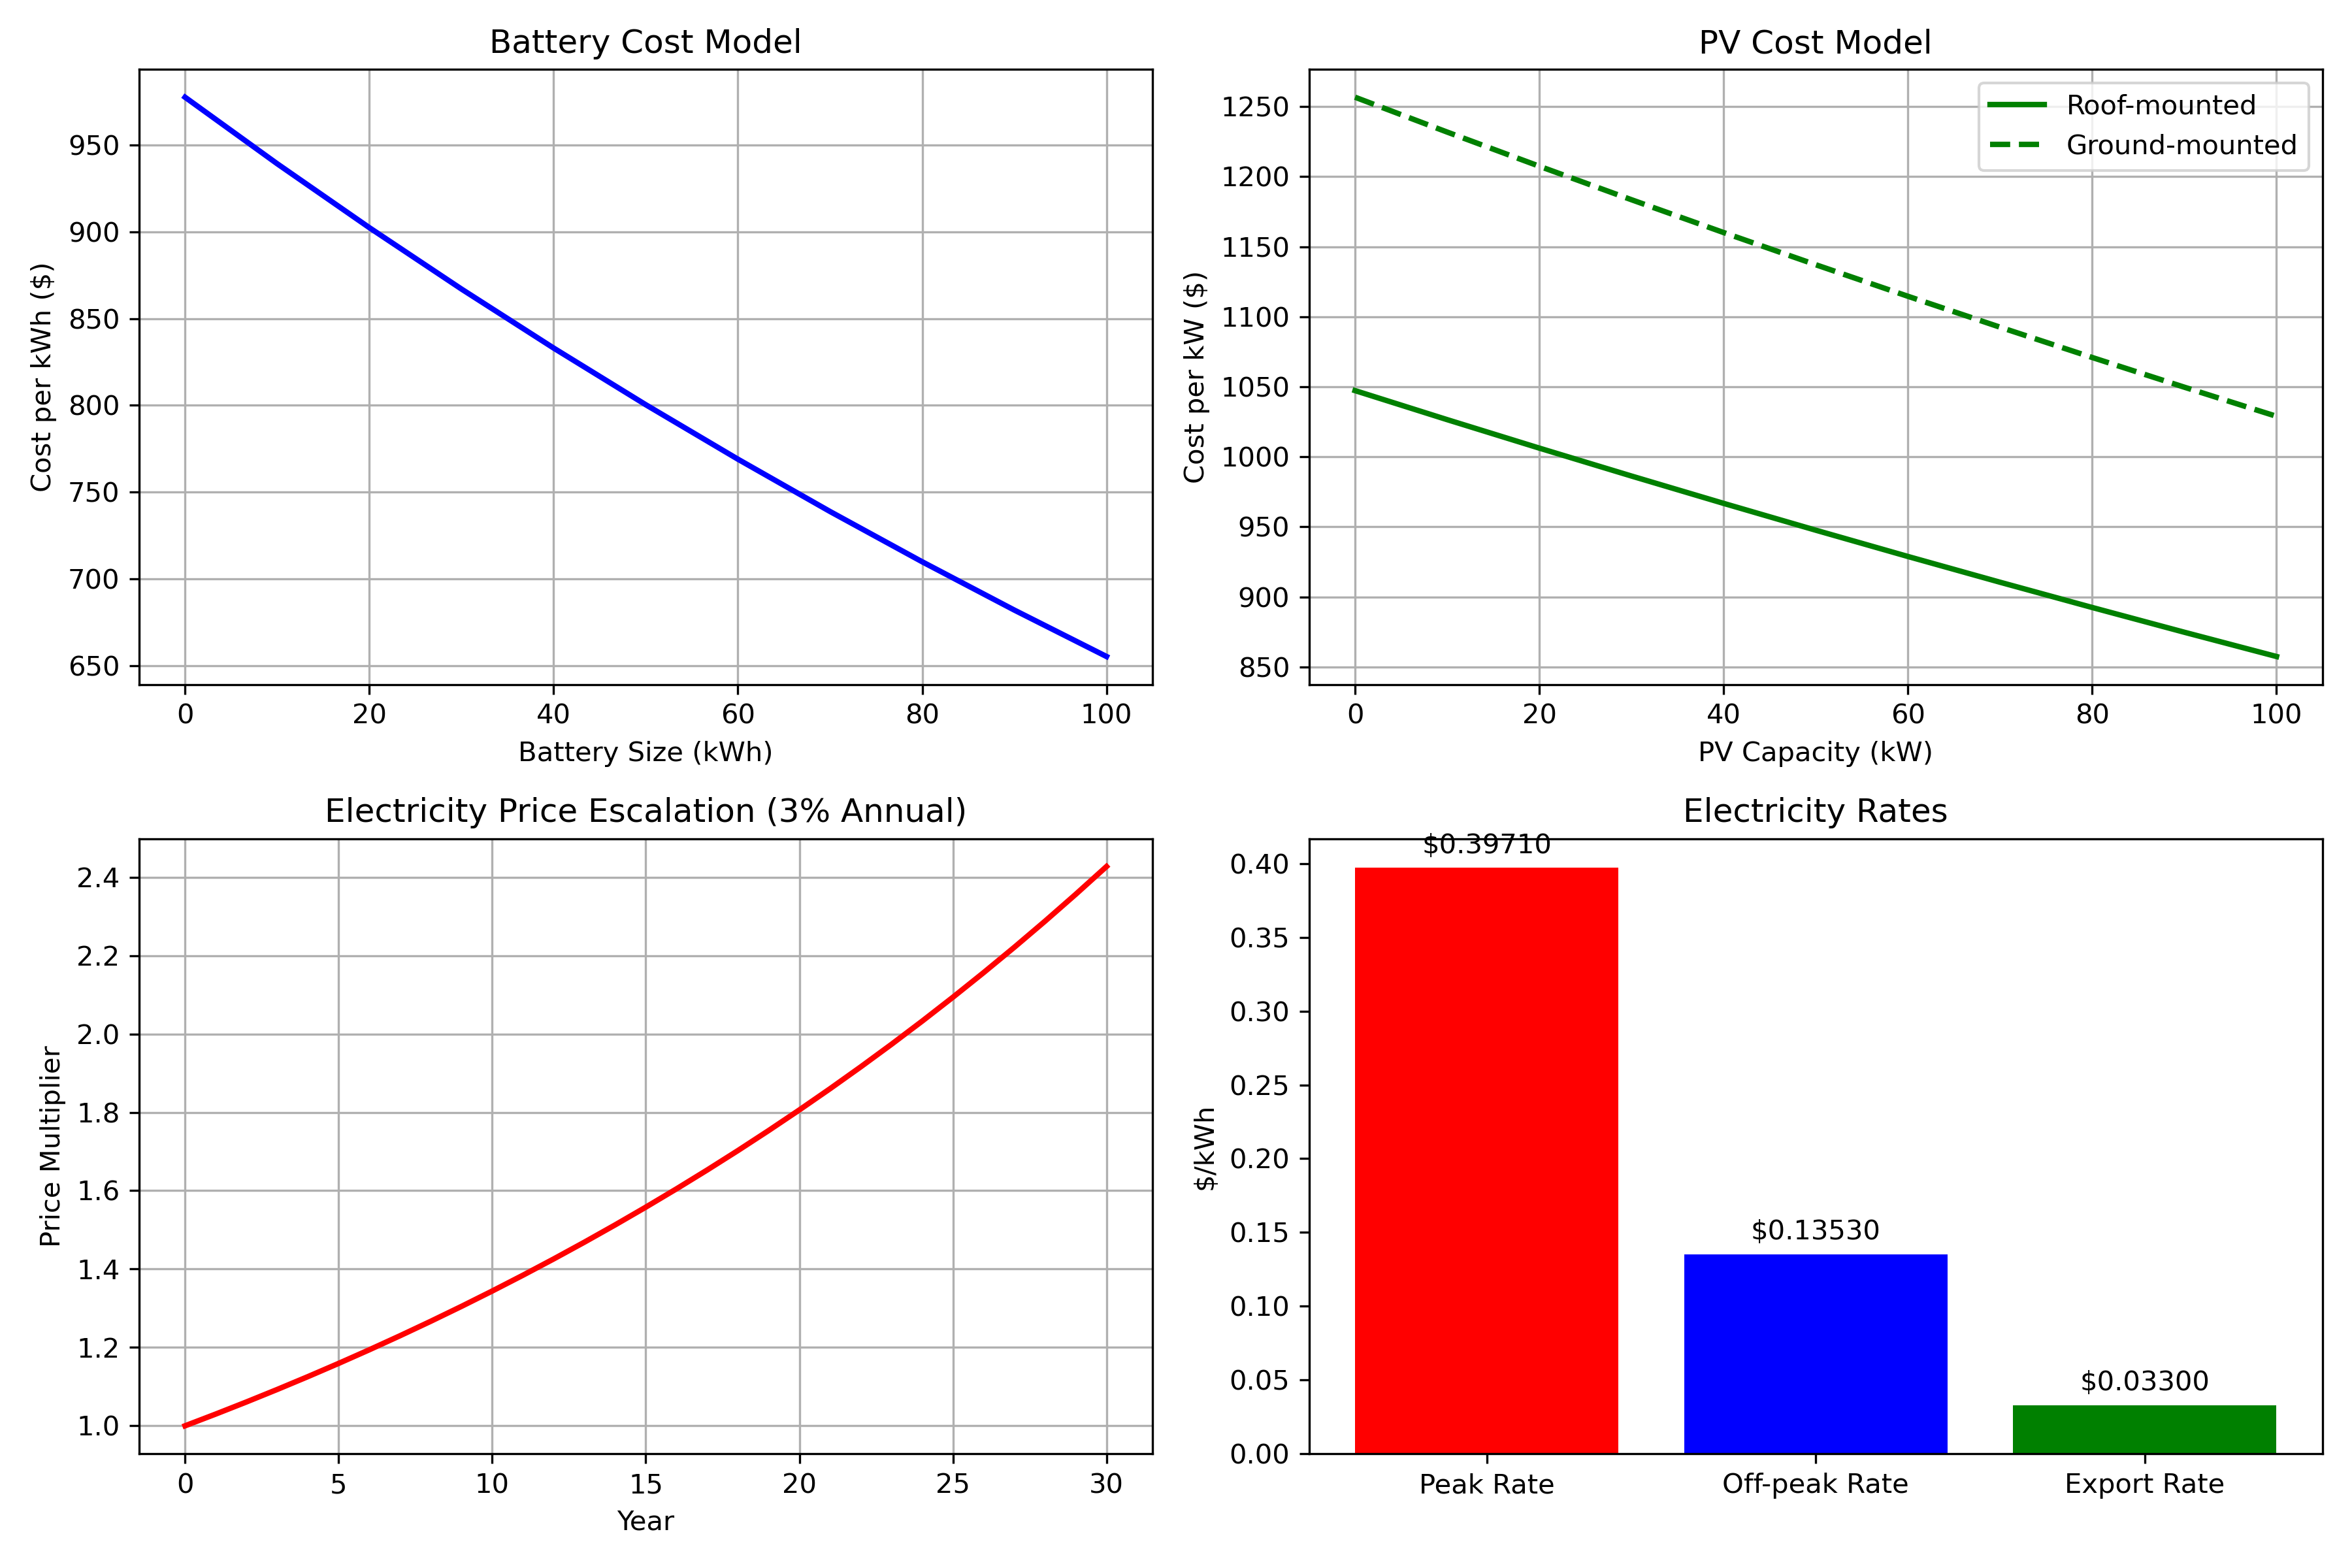 Battery Cost Model
Cost per kWh ($)
950
900
850
800
750
700
650
0 20 40 60 80 100
Battery Size (kWh)
PV Cost Model
Cost per kW ($)
1250
1200
1150
1100
1050
1000
950
900
850
Roof-mounted
Ground-mounted
0 20 40 60 80 100
PV Capacity (kW)
Electricity Price Escalation (3% Annual)
Price Multiplier
2.4
2.2
2.0
1.8
1.6
1.4
1.2
1.0
0 5 10 15 20 25 30
Year
Electricity Rates
$/kWh
0.40
0.35
0.30
0.25
0.20
0.15
0.10
0.05
0.00
$0.39710
$0.13530
$0.03300
Peak Rate Off-peak Rate Export Rate